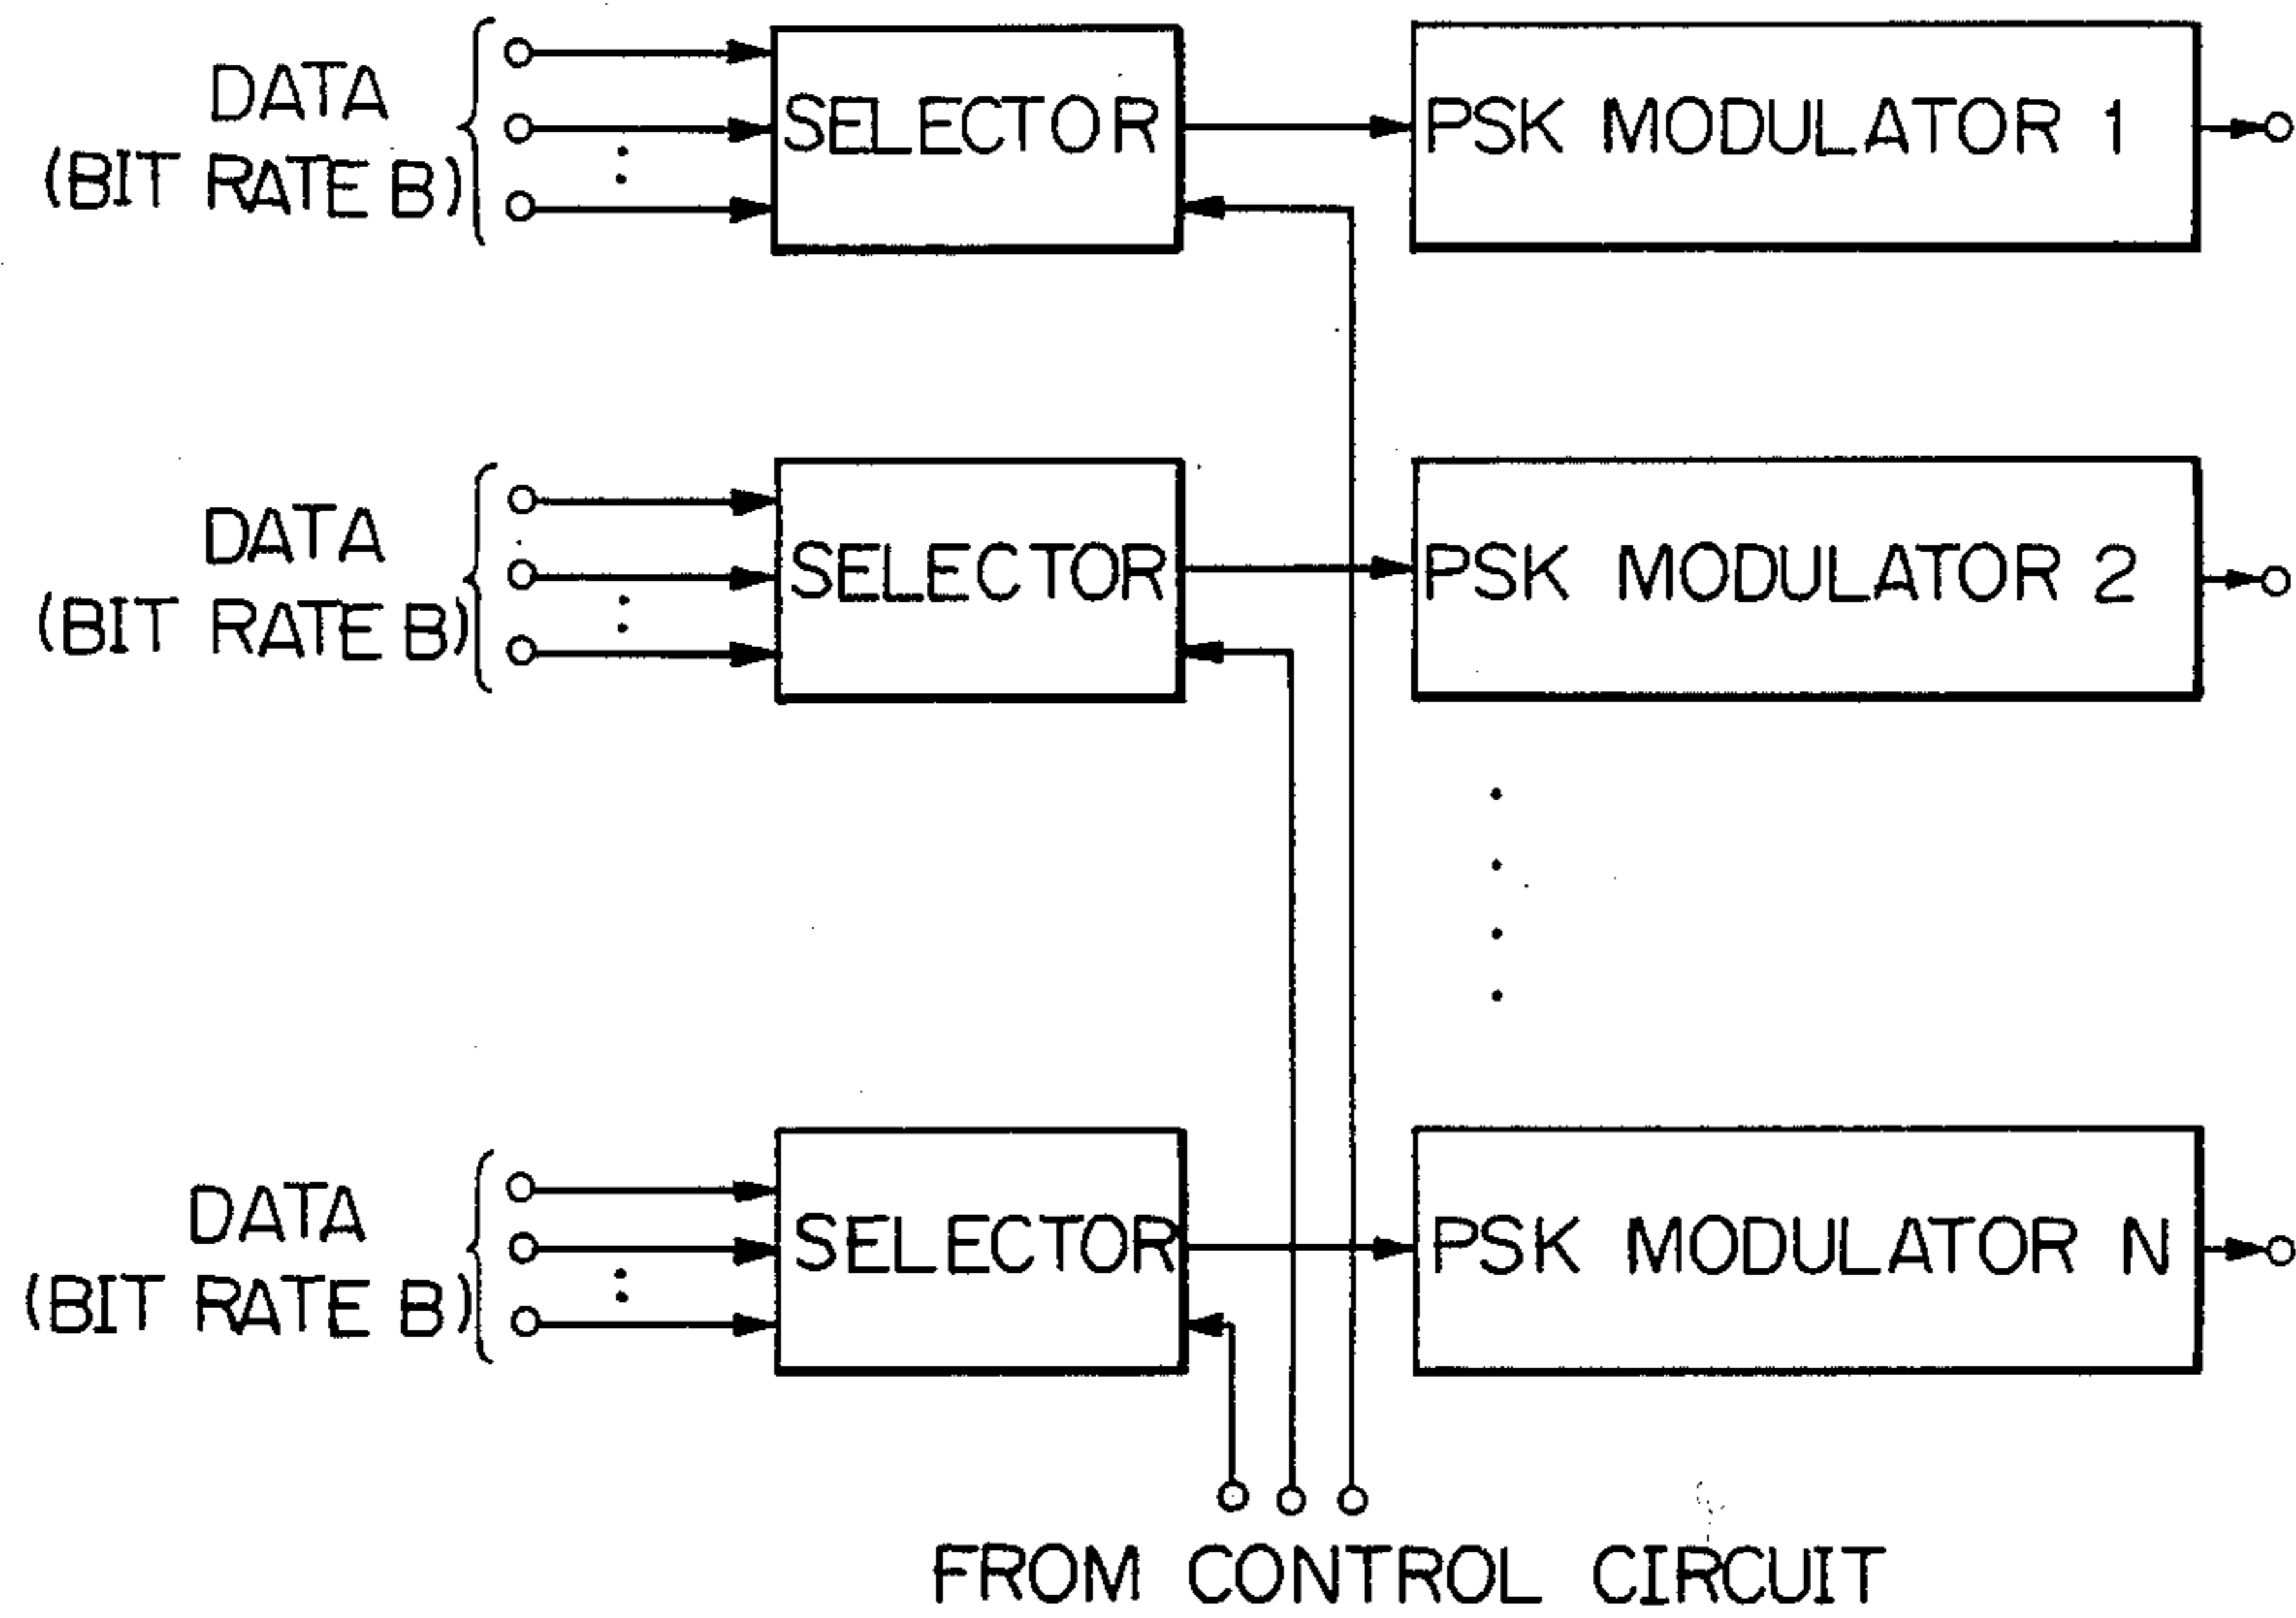 DATA
(BIT RATE B)
SELECTOR
PSK MODULATOR 1
DATA
(BIT RATE B)
SELECTOR
PSK MODULATOR 2
DATA
(BIT RATE B)
SELECTOR
PSK MODULATOR N
FROM CONTROL CIRCUIT